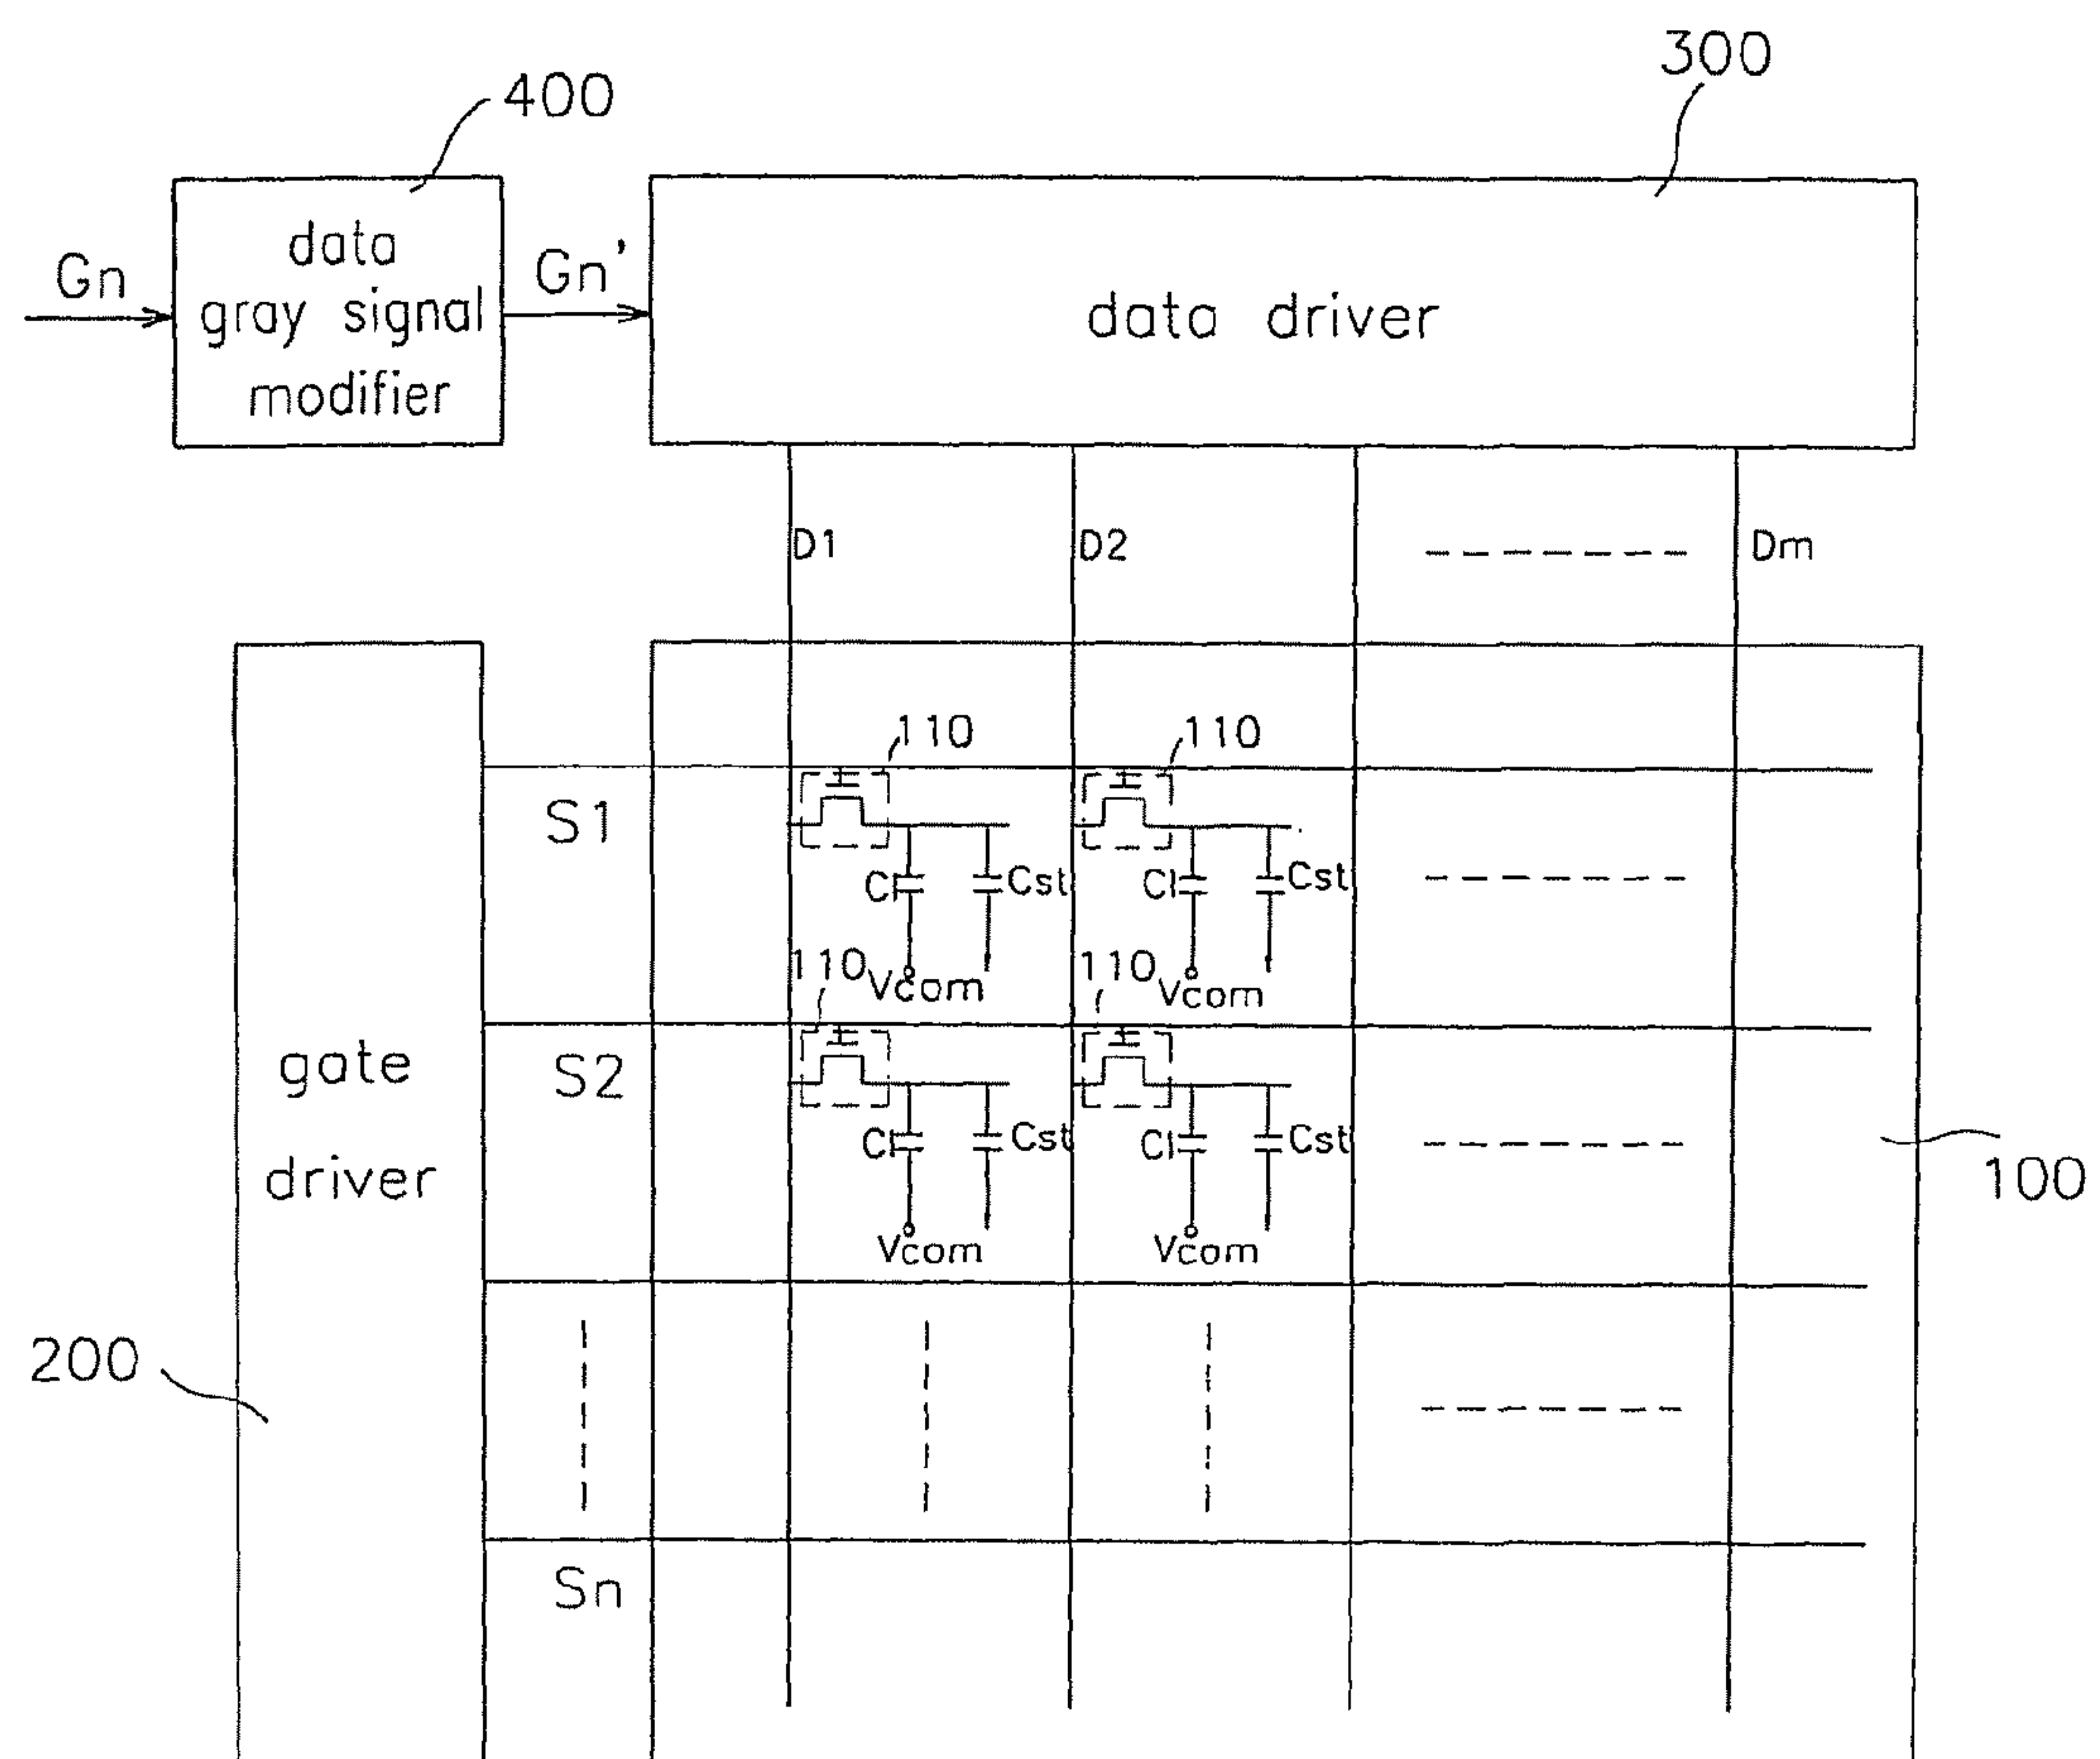 300
400
data
gray signal
modifier
Gn
Gn'
data driver
D1
D2
Dm
110
110
S1
Cl
Cst
Cl
Cst
110
Vcom
110
Vcom
gate
driver
S2
Cl
Cst
Cl
Cst
100
Vcom
Vcom
200
Sn